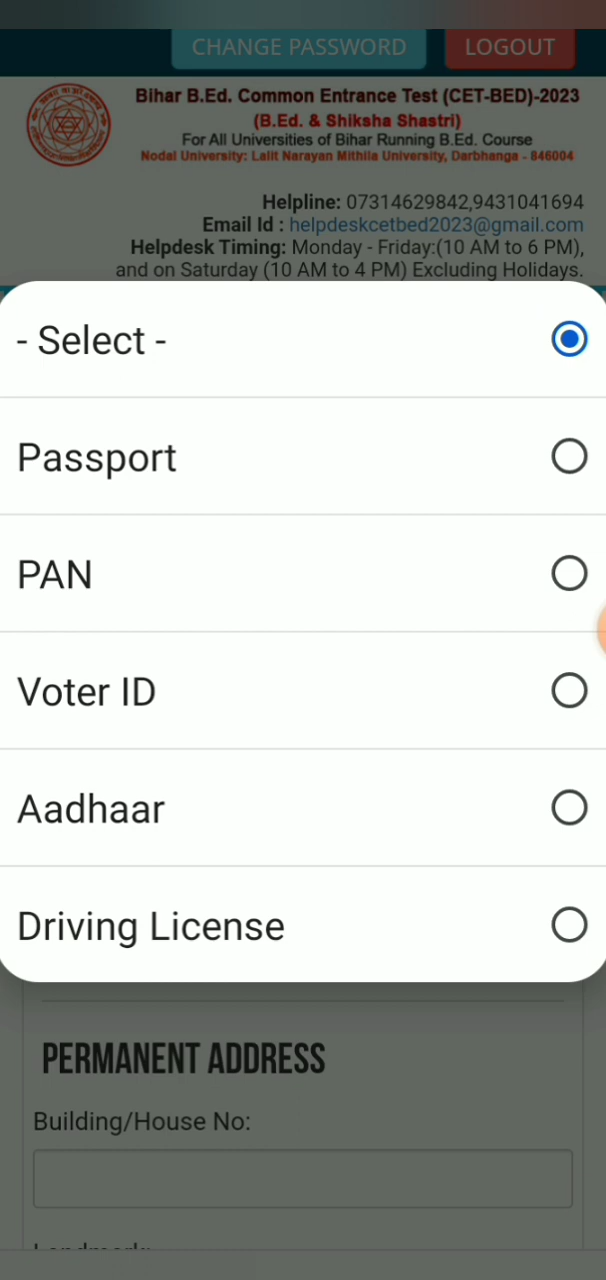 CHANGE PASSWORD
LOGOUT
Bihar B.Ed. Common Entrance Test (CET-BED)-2023
(B.Ed. & Shiksha Shastri)
For All Universities of Bihar Running B.Ed. Course
Nodal University: Lalit Narayan Mithila University, Darbhanga - 846004
Helpline: 07314629842,9431041694
Email Id : helpdeskcetbed2023@gmail.com
Helpdesk Timing: Monday - Friday:(10 AM to 6 PM),
and on Saturday (10 AM to 4 PM) Excluding Holidays.
- Select -
Passport
PAN
Voter ID
Aadhaar
Driving License
PERMANENT ADDRESS
Building/House No: